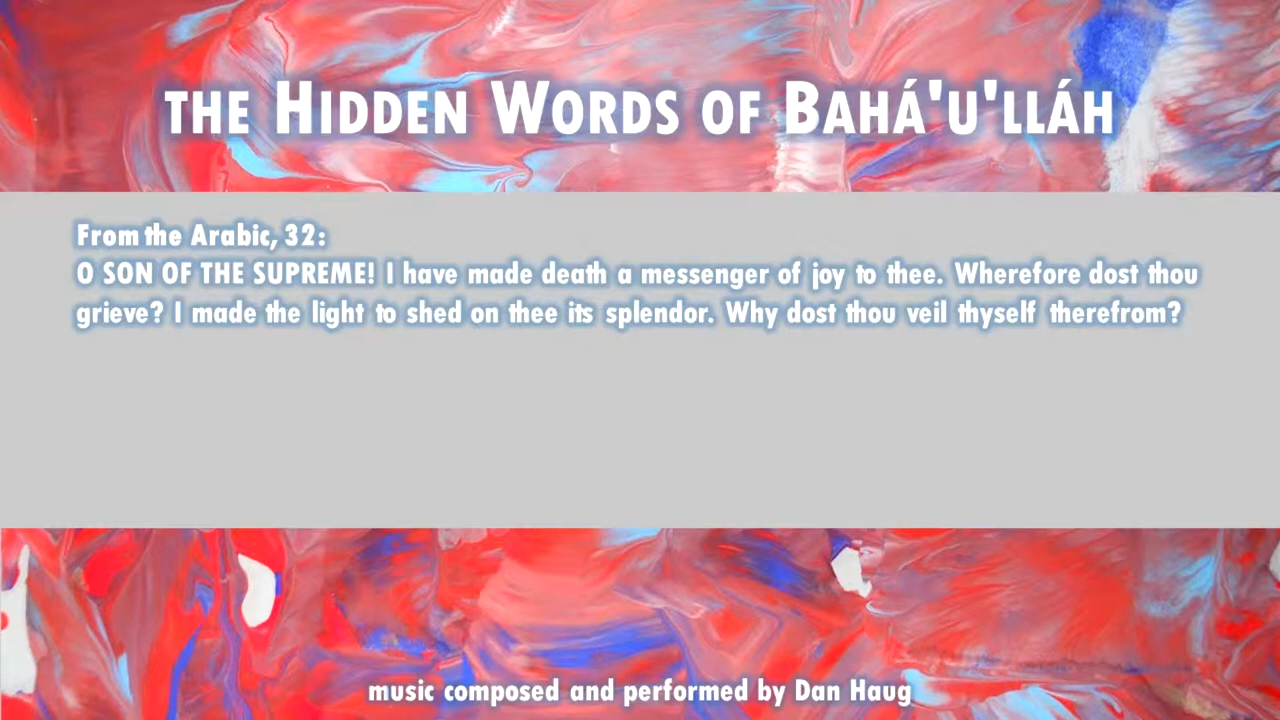 THE HIDDEN WORDS OF BAHÁ'U'LLÁH
From the Arabic, 32:
O SON OF THE SUPREME! I have made death a messenger of joy to thee. Wherefore dost thou
grieve? I made the light to shed on thee its splendor. Why dost thou veil thyself therefrom?
music composed and performed by Dan Haug